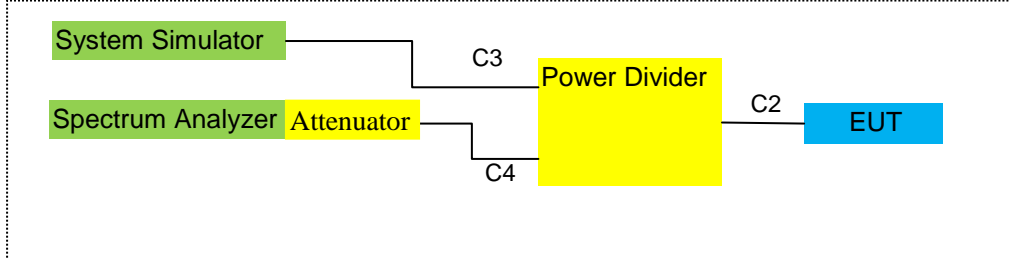 System Simulator
C3
Power Divider
C2
Spectrum Analyzer Attenuator
EUT
C4